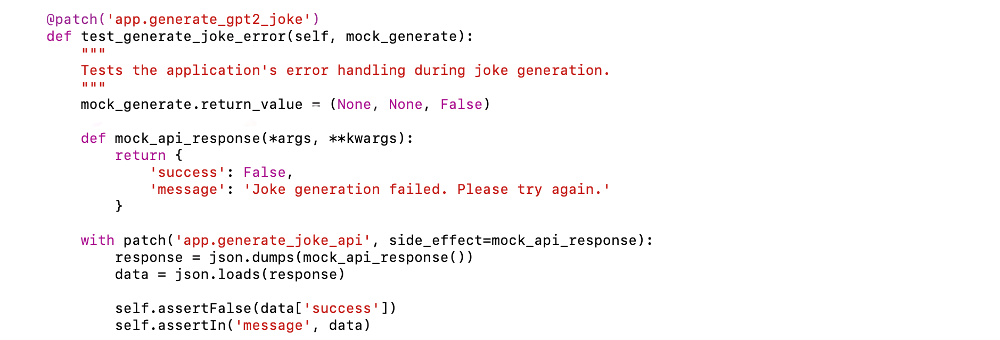 @patch('app.generate_gpt2_joke')
def test_generate_joke_error(self, mock_generate):
    """
    Tests the application's error handling during joke generation.
    """
    mock_generate.return_value = (None, None, False)

    def mock_api_response(*args, **kwargs):
        return {
            'success': False,
            'message': 'Joke generation failed. Please try again.'
        }

    with patch('app.generate_joke_api', side_effect=mock_api_response):
        response = json.dumps(mock_api_response())
        data = json.loads(response)

        self.assertFalse(data['success'])
        self.assertIn('message', data)